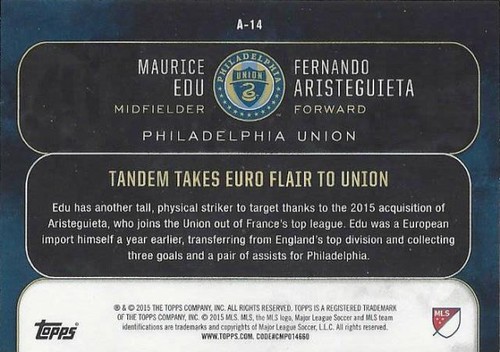 A-14
MAURICE EDU
MIDFIELDER
PHILADELPHIA
UNION
FERNANDO ARISTEGUIETA
FORWARD
PHILADELPHIA UNION
TANDEM TAKES EURO FLAIR TO UNION
Edu has another tall, physical striker to target thanks to the 2015 acquisition of
Aristeguieta, who joins the Union out of France's top league. Edu was a European
import himself a year earlier, transferring from England's top division and collecting
three goals and a pair of assists for Philadelphia.
Topps
® & © 2015 THE TOPPS COMPANY, INC. ALL RIGHTS RESERVED. TOPPS IS A REGISTERED TRADEMARK
OF THE TOPPS COMPANY, INC. © 2015 MLS. MLS, the MLS logo, Major League Soccer and MLS team
identifications are trademarks and copyrights of Major League Soccer, L.L.C. All rights reserved.
WWW.TOPPS.COM. CODE#CMP014660
MLS